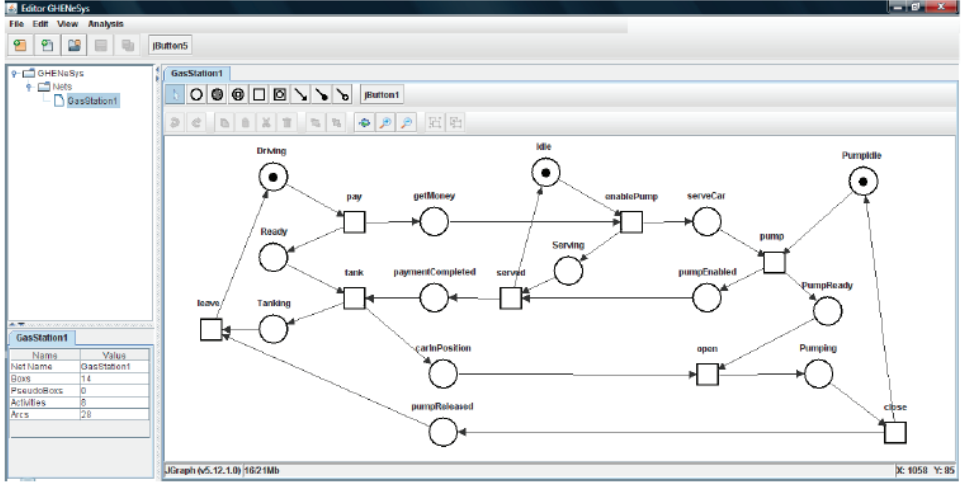 Editor GHENeSys
File Edit View Analysis
jButton5
GHENeSys
Nets
GasStation1
GasStation1
jButton1
Driving
Idle
PumpIdle
pay
getMoney
enablePump
serveCar
Ready
Serving
pump
tank
paymentCompleted
served
pumpEnabled
PumpReady
leave
Tanking
carInPosition
open
Pumping
pumpReleased
close
GasStation1
Name Value
Net Name GasStation1
Boxs 14
PseudoBoxs 0
Activities 8
Arcs 28
JGraph (v5.12.1.0) 16/21Mb
X: 1058 Y: 85